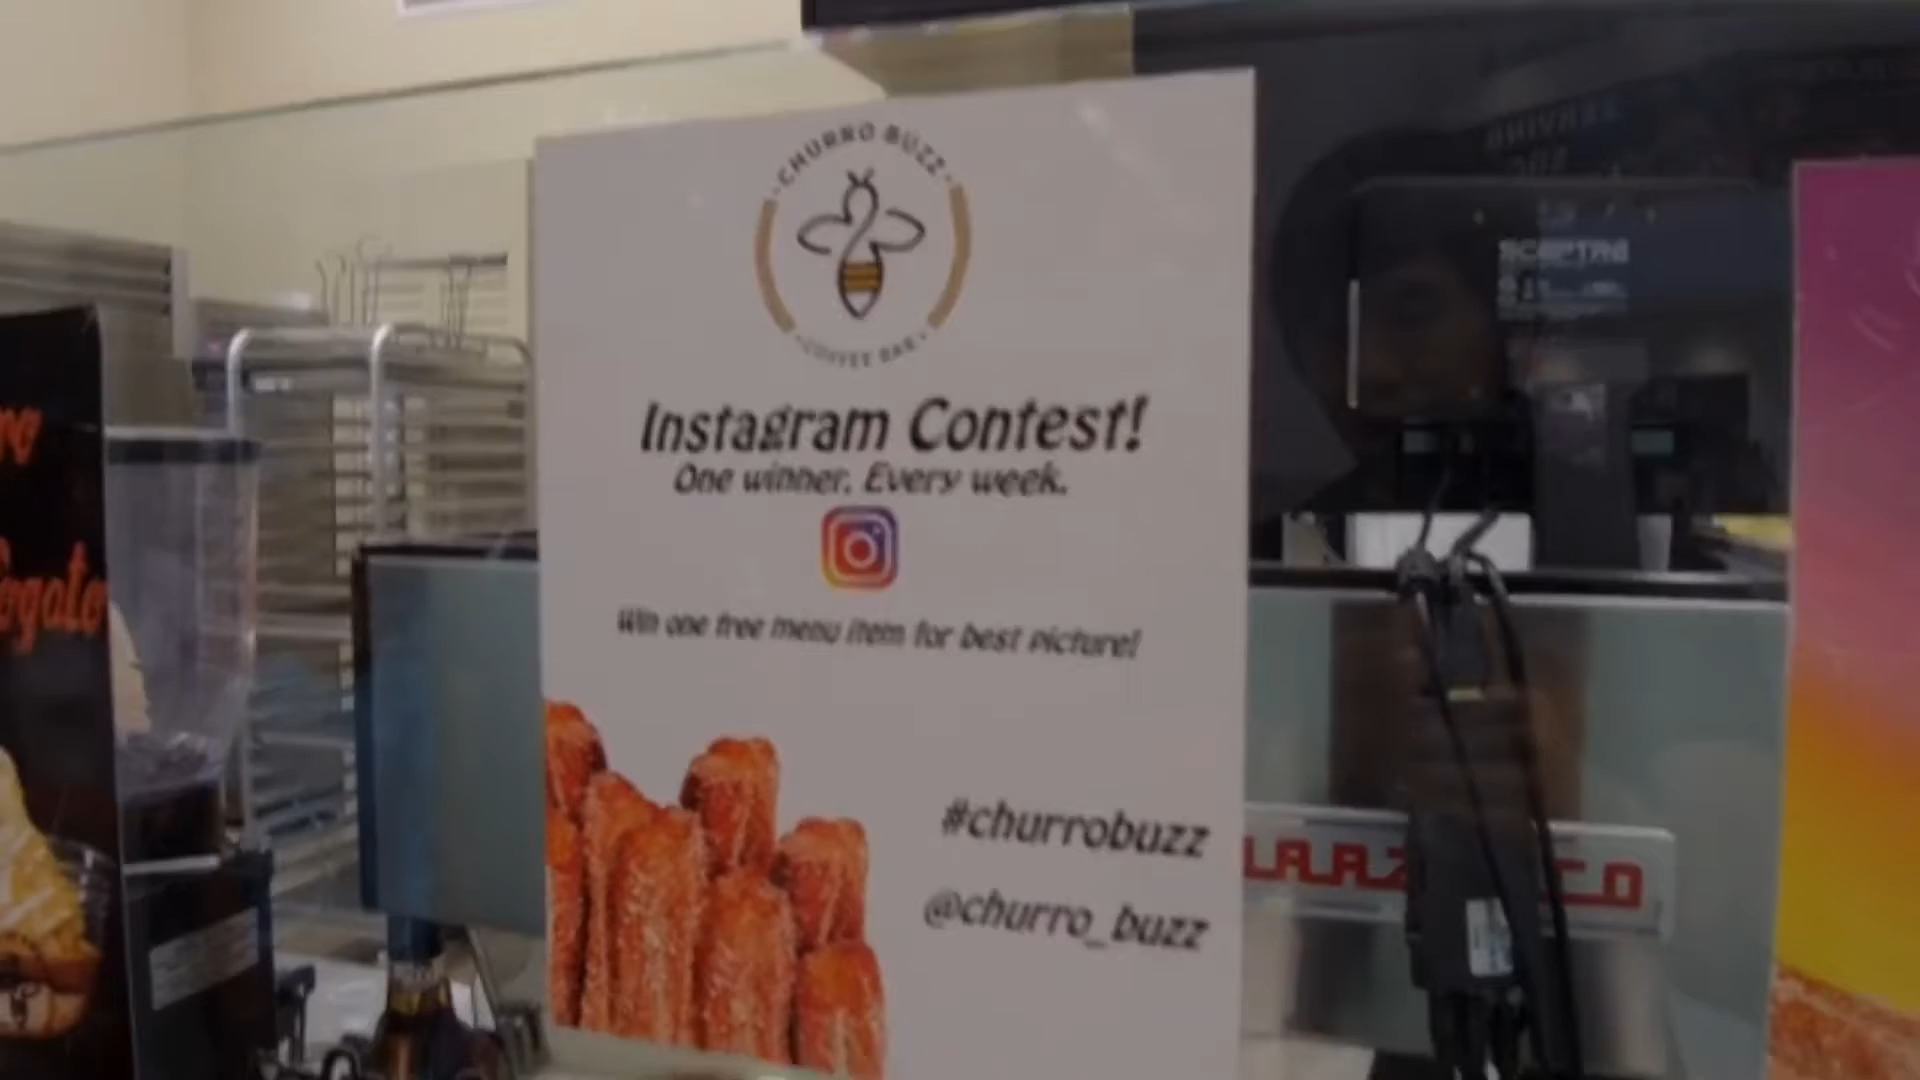 CHURRO BUZZ
COFFEE BAR
Instagram Contest!
One winner. Every week.
Win one free menu item for best picture!
#churrobuzz
@churro_buzz
SCEPTRE